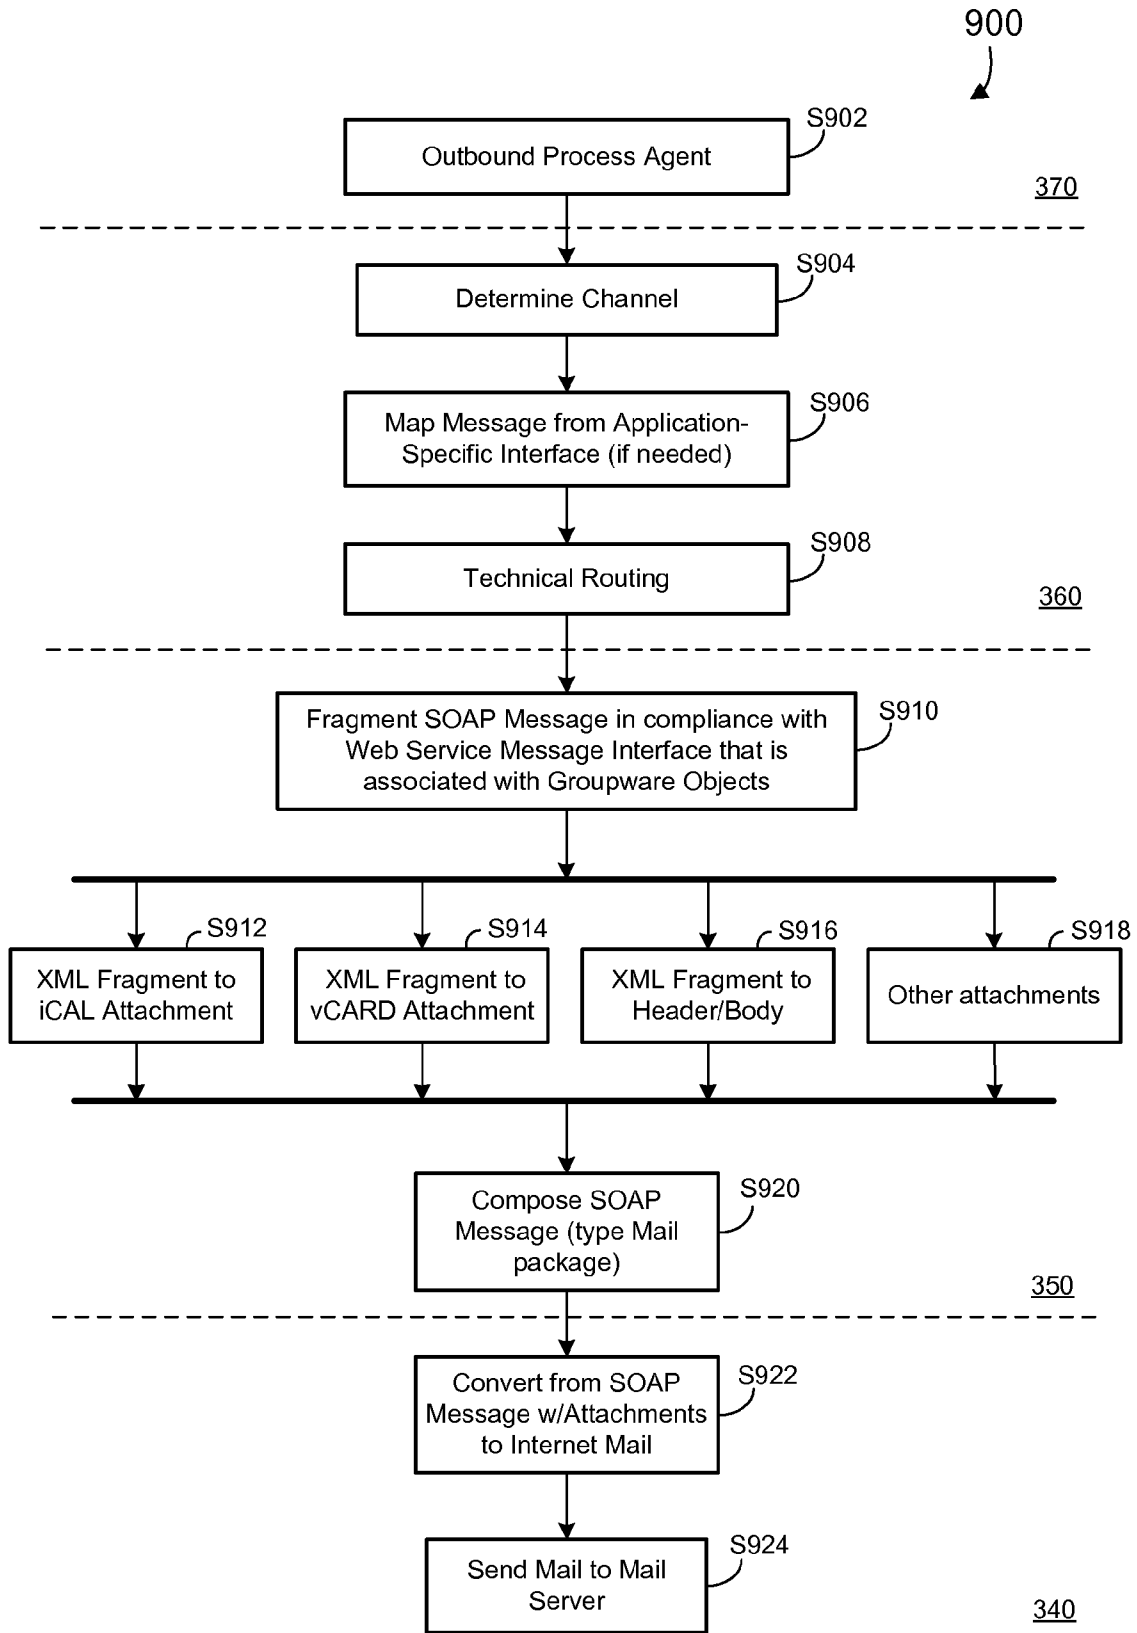 900
S902
Outbound Process Agent
370
S904
Determine Channel
S906
Map Message from Application-
Specific Interface (if needed)
S908
Technical Routing
360
S910
Fragment SOAP Message in compliance with
Web Service Message Interface that is
associated with Groupware Objects
S912
XML Fragment to
iCAL Attachment
S914
XML Fragment to
vCARD Attachment
S916
XML Fragment to
Header/Body
S918
Other attachments
S920
Compose SOAP
Message (type Mail
package)
350
S922
Convert from SOAP
Message w/Attachments
to Internet Mail
S924
Send Mail to Mail
Server
340